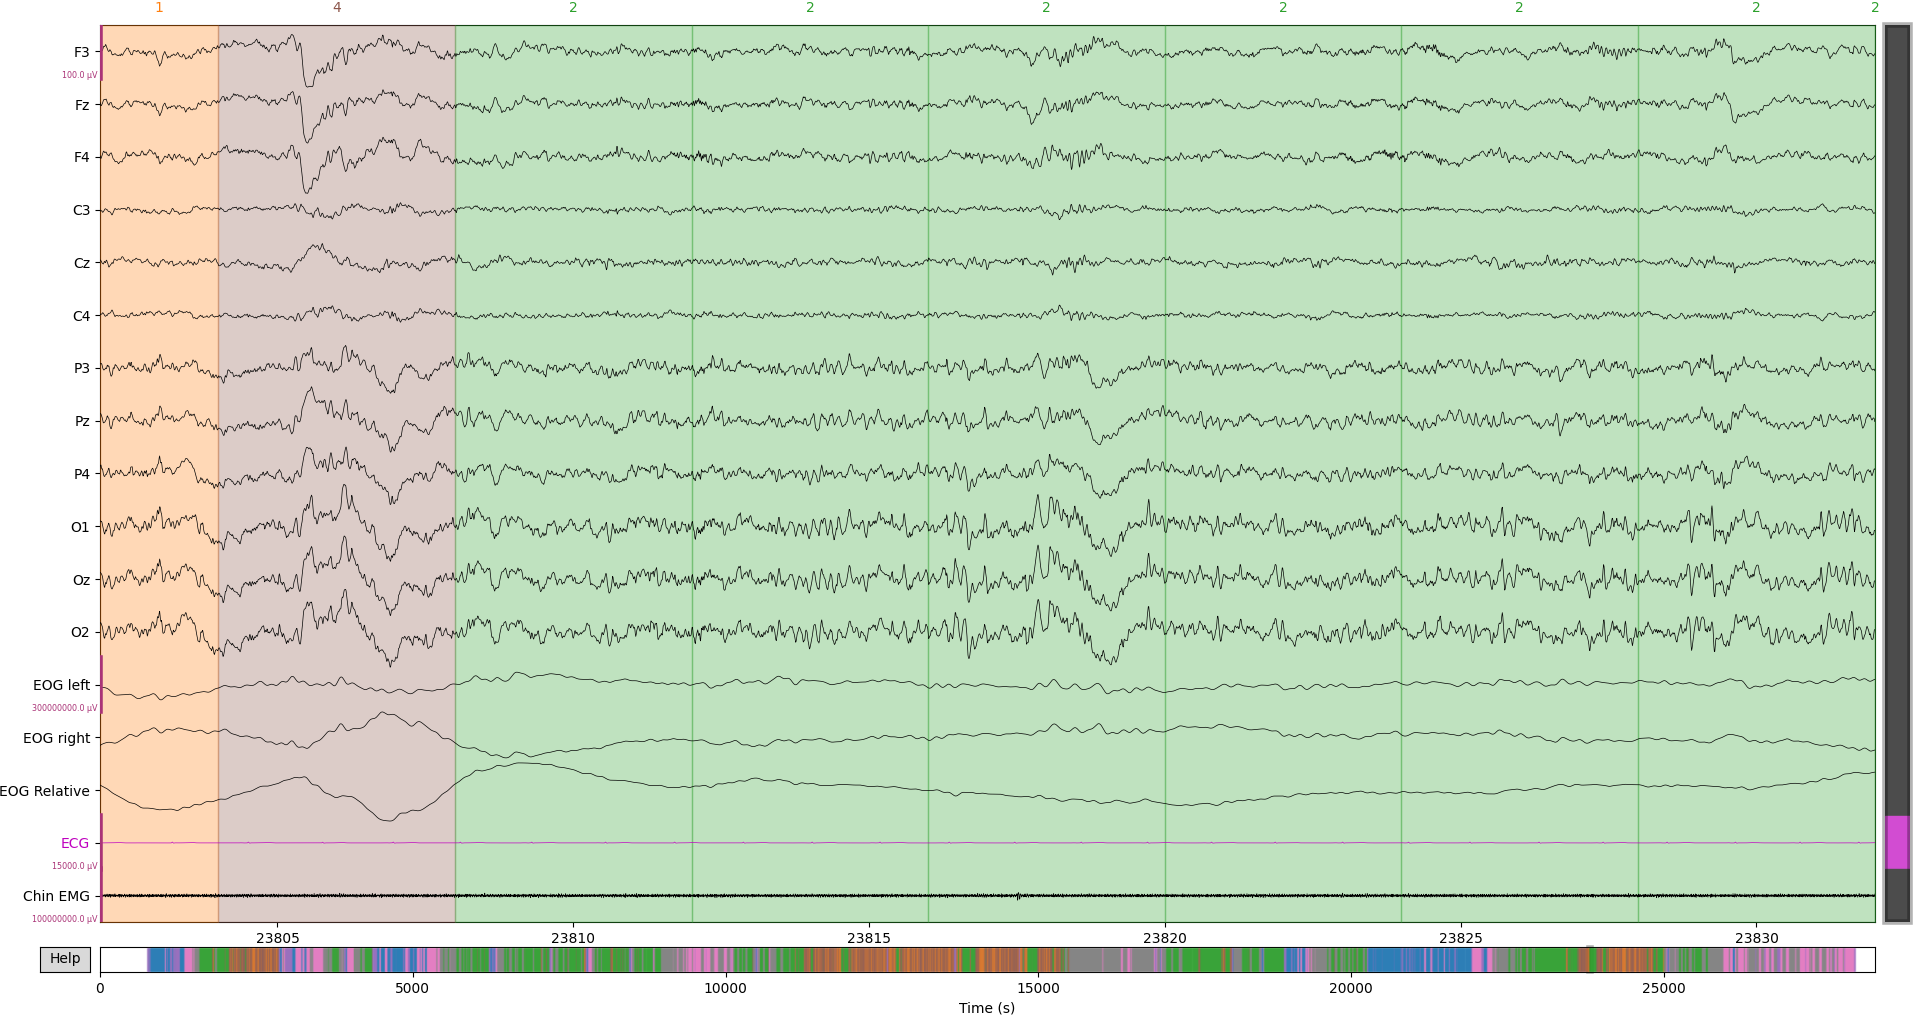 1 4 2 2 2 2 2 2 2
F3
100.0 µV
Fz
F4
C3
Cz
C4
P3
Pz
P4
O1
Oz
O2
EOG left
300000000.0 µV
EOG right
EOG Relative
ECG
15000.0 µV
Chin EMG
100000000.0 µV
23805 23810 23815 23820 23825 23830
Help
0 5000 10000 15000 20000 25000
Time (s)